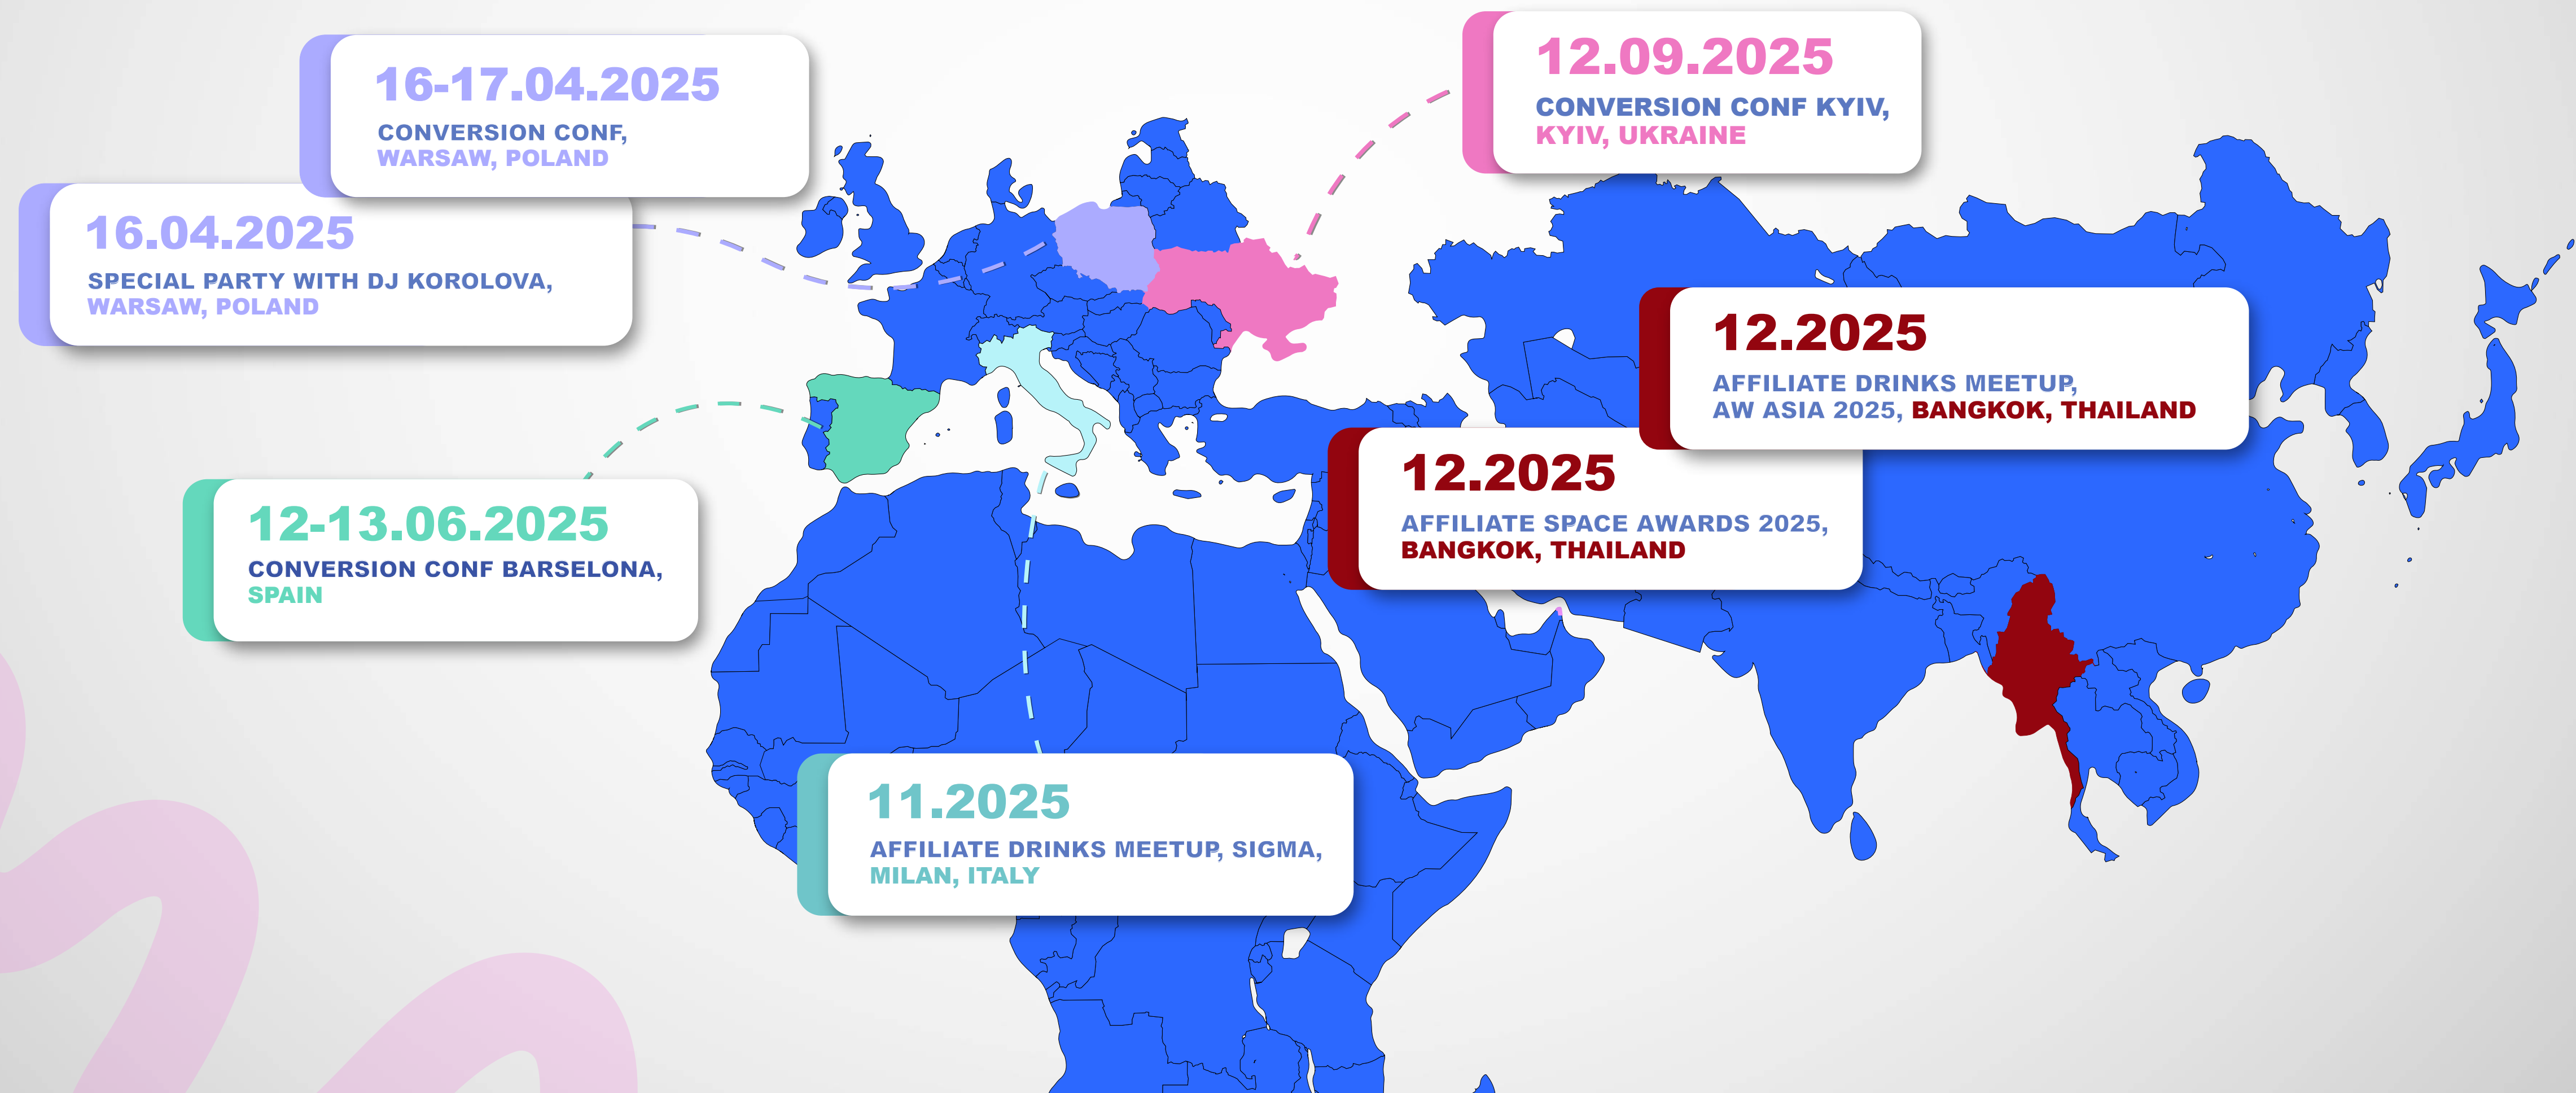 16-17.04.2025
CONVERSION CONF,
WARSAW, POLAND
16.04.2025
SPECIAL PARTY WITH DJ KOROLOVA,
WARSAW, POLAND
12-13.06.2025
CONVERSION CONF BARSELONA,
SPAIN
11.2025
AFFILIATE DRINKS MEETUP, SIGMA,
MILAN, ITALY
12.09.2025
CONVERSION CONF KYIV,
KYIV, UKRAINE
12.2025
AFFILIATE DRINKS MEETUP,
AW ASIA 2025, BANGKOK, THAILAND
12.2025
AFFILIATE SPACE AWARDS 2025,
BANGKOK, THAILAND